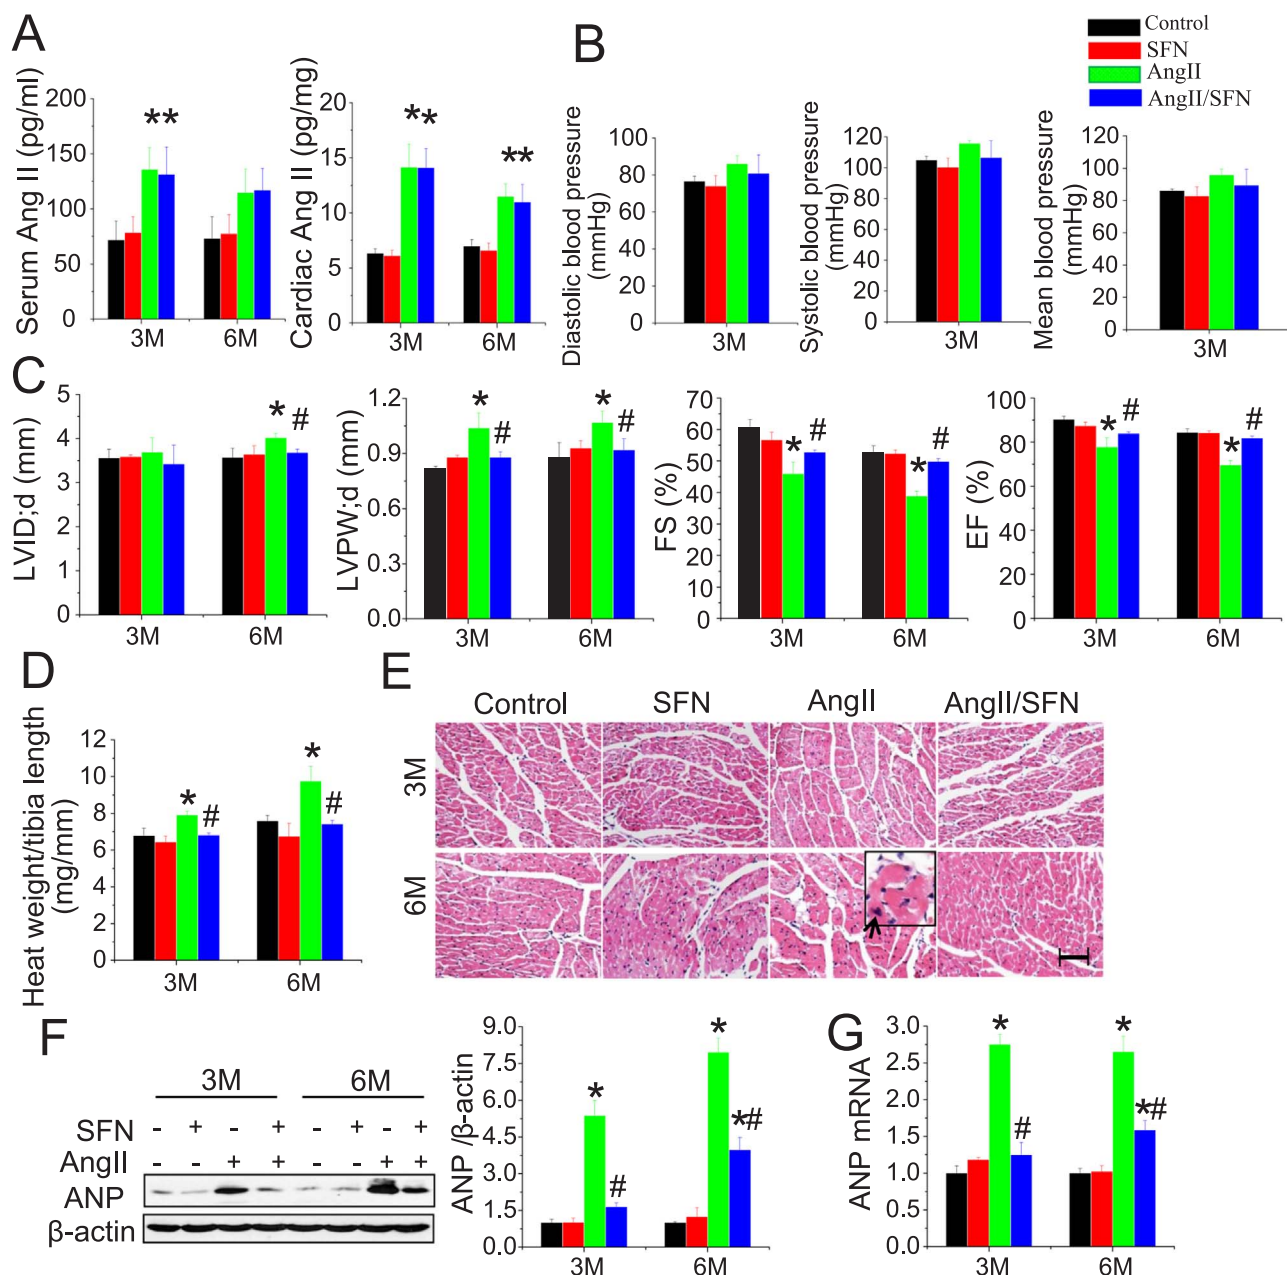 A
Serum Ang II (pg/ml)
200
150
100
50
0
**
3M
6M
Cardiac Ang II (pg/mg)
20
15
10
5
0
**
**
3M
6M
B
Control
SFN
AngII
AngII/SFN
Diastolic blood pressure
(mmHg)
100
80
60
40
20
0
3M
Systolic blood pressure
(mmHg)
120
100
80
60
40
20
0
3M
Mean blood pressure
(mmHg)
120
100
80
60
40
20
0
3M
C
LVID;d (mm)
5
4
3
2
1
0
* #
3M
6M
LVPW;d (mm)
1.2
0.9
0.6
0.3
0.0
* #
* #
3M
6M
FS (%)
70
60
50
40
30
20
10
0
* #
* #
3M
6M
EF (%)
100
80
60
40
20
0
* #
* #
3M
6M
D
Heat weight/tibia length
(mg/mm)
12
10
8
6
4
2
0
* #
* #
3M
6M
E
Control SFN AngII AngII/SFN
3M
6M
F
3M 6M
SFN - + - + - + - +
AngII - - + + - - + +
ANP
β-actin
ANP /β-actin
9.0
7.5
6.0
4.5
3.0
1.5
0.0
* #
* *#
3M
6M
G
ANP mRNA
3.0
2.5
2.0
1.5
1.0
0.5
0.0
* #
* *#
3M
6M